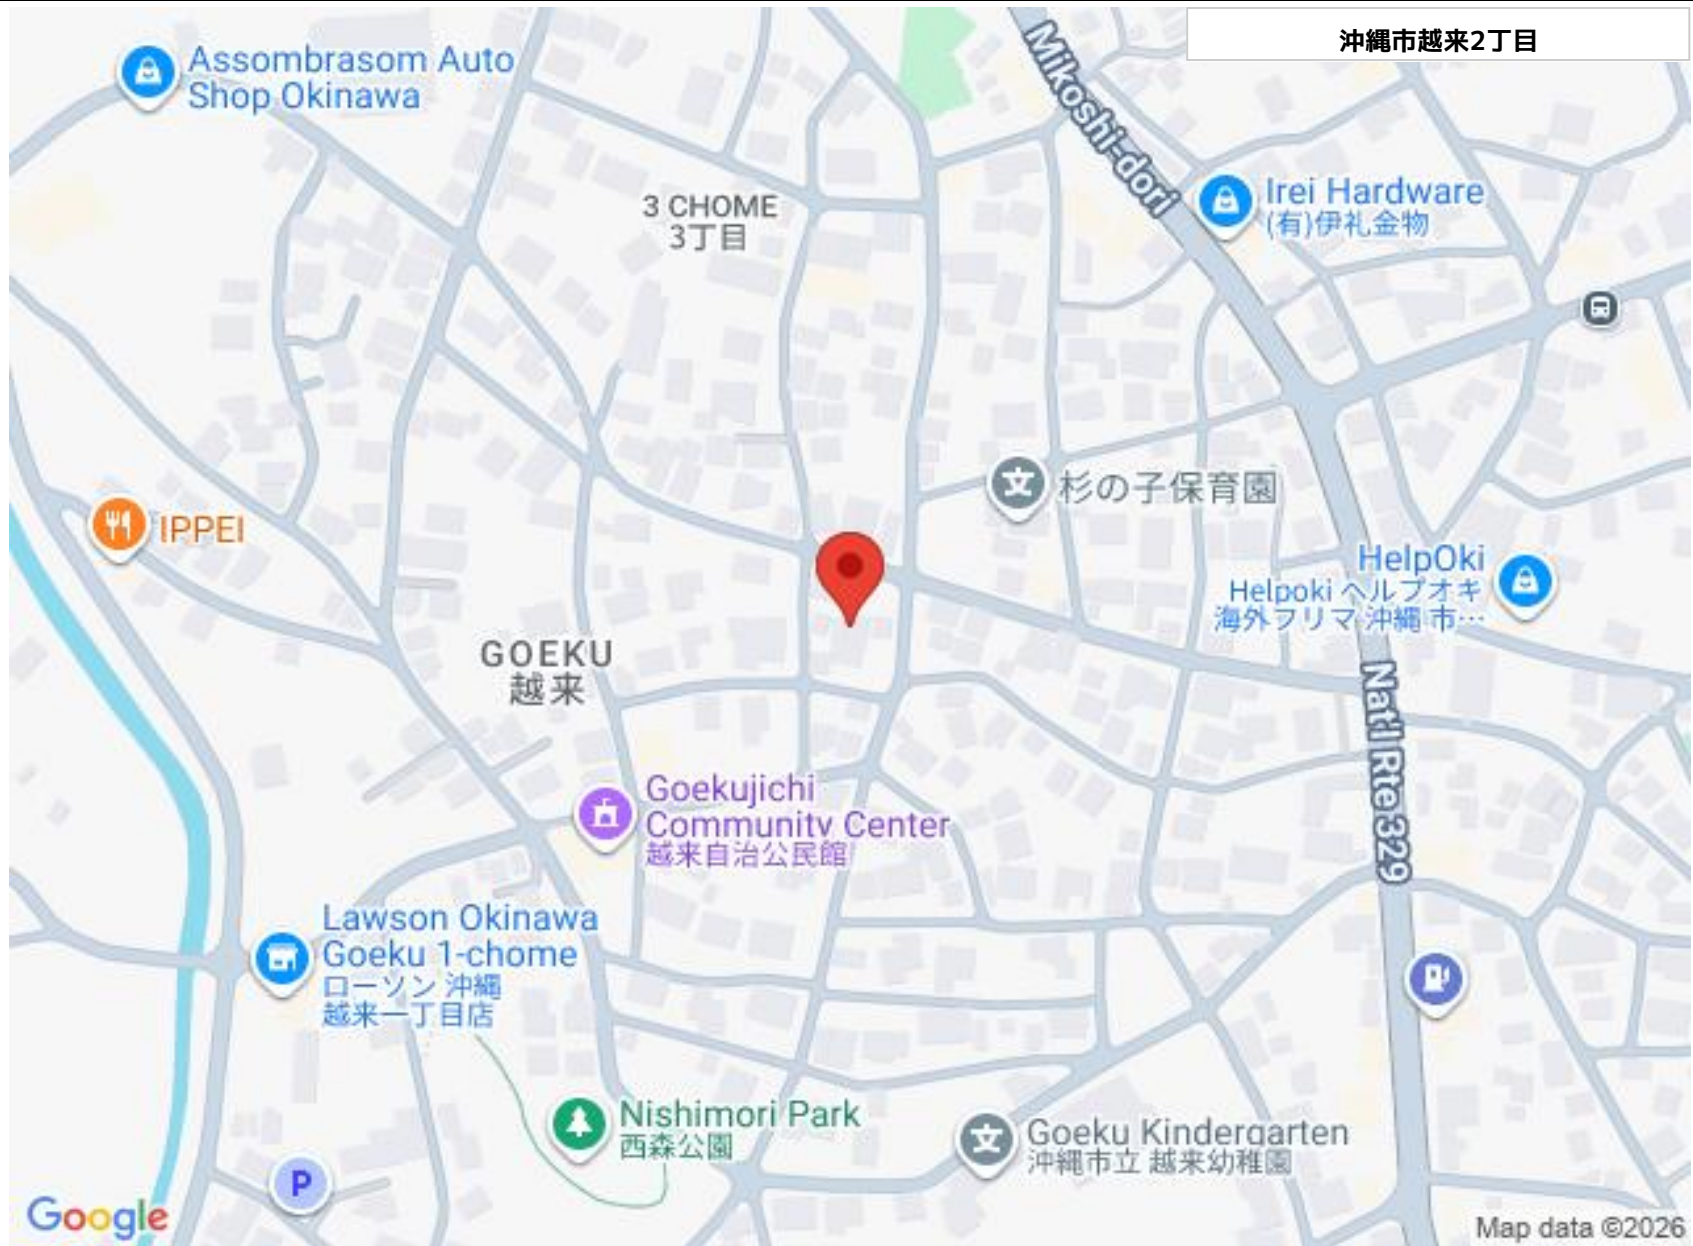 沖縄市越来2丁目
Assombrasom Auto
Shop Okinawa
Mikoshi-dori
Irei Hardware
(有)伊礼金物
3 CHOME
3丁目
杉の子保育園
IPPEI
HelpOki
Helpoki ヘルプオキ
海外フリマ 沖縄 市…
GOEKU
越来
Nat'l Rte 329
Goekujichi
Community Center
越来自治公民館
Lawson Okinawa
Goeku 1-chome
ローソン 沖縄
越来一丁目店
Nishimori Park
西森公園
Goeku Kindergarten
沖縄市立 越来幼稚園
P
Google
Map data ©2026